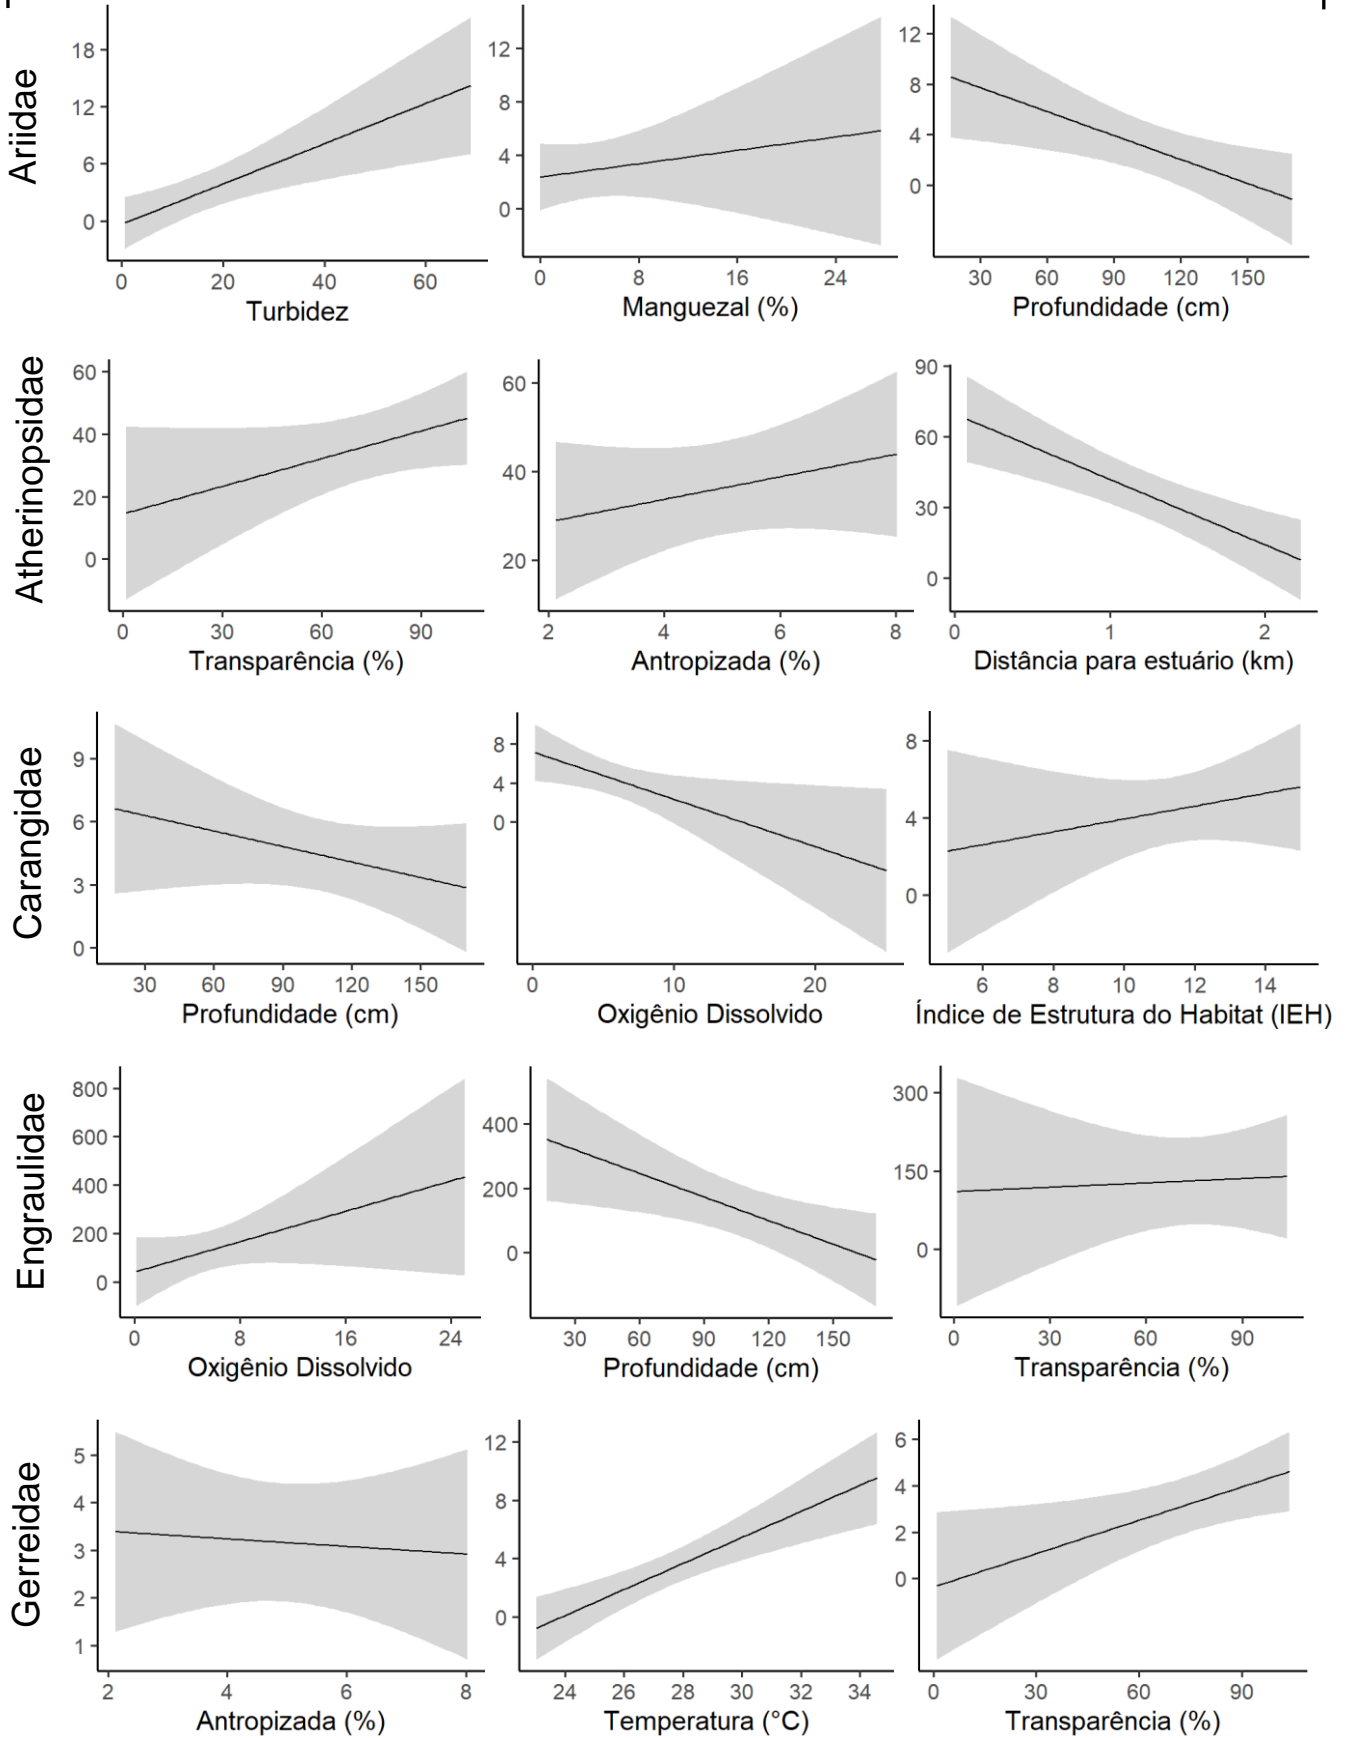 Ariidae
18
12
6
0
0 20 40 60
Turbidez
12
8
4
0
0 8 16 24
Manguezal (%)
12
8
4
0
30 60 90 120 150
Profundidade (cm)
Atherinopsidae
60
40
20
0
0 30 60 90
Transparência (%)
60
40
20
2 4 6 8
Antropizada (%)
90
60
30
0
0 1 2
Distância para estuário (km)
Carangidae
9
6
3
0
30 60 90 120 150
Profundidade (cm)
8
4
0
0 10 20
Oxigênio Dissolvido
8
4
0
6 8 10 12 14
Índice de Estrutura do Habitat (IEH)
Engraulidae
800
600
400
200
0
0 8 16 24
Oxigênio Dissolvido
400
200
0
30 60 90 120 150
Profundidade (cm)
300
150
0
0 30 60 90
Transparência (%)
Gerreidae
5
4
3
2
1
2 4 6 8
Antropizada (%)
12
8
4
0
24 26 28 30 32 34
Temperatura (°C)
6
4
2
0
0 30 60 90
Transparência (%)